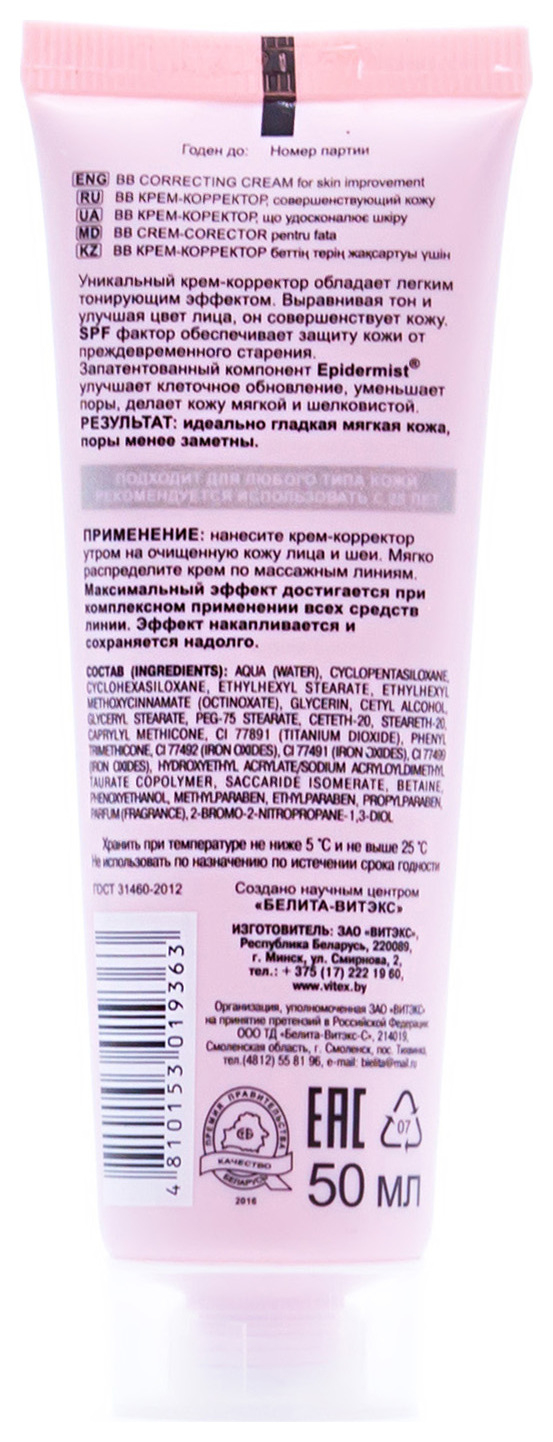 Годен до: Номер партии
ENG BB CORRECTING CREAM for skin improvement
RU BB КРЕМ-КОРРЕКТОР, совершенствующий кожу
UA BB КРЕМ-КОРЕКТОР, що удосконалює шкіру
MD BB CREM-CORECTOR pentru fata
KZ BB КРЕМ-КОРРЕКТОР беттің терің жақсартуы үшін
Уникальный крем-корректор обладает легким
тонирующим эффектом. Выравнивая тон и
улучшая цвет лица, он совершенствует кожу.
SPF фактор обеспечивает защиту кожи от
преждевременного старения.
Запатентованный компонент Epidermist®
улучшает клеточное обновление, уменьшает
поры, делает кожу мягкой и шелковистой.
РЕЗУЛЬТАТ: идеально гладкая мягкая кожа,
поры менее заметны.
ПОДХОДИТ ДЛЯ ЛЮБОГО ТИПА КОЖИ
РЕКОМЕНДУЕТСЯ ИСПОЛЬЗОВАТЬ С 25 ЛЕТ
ПРИМЕНЕНИЕ: нанесите крем-корректор
утром на очищенную кожу лица и шеи. Мягко
распределите крем по массажным линиям.
Максимальный эффект достигается при
комплексном применении всех средств
линии. Эффект накапливается и
сохраняется надолго.
СОСТАВ (INGREDIENTS): AQUA (WATER), CYCLOPENTASILOXANE,
CYCLOHEXASILOXANE, ETHYLHEXYL STEARATE, ETHYLHEXYL
METHOXYCINNAMATE (OCTINOXATE), GLYCERIN, CETYL ALCOHOL,
GLYCERYL STEARATE, PEG-75 STEARATE, CETETH-20, STEARETH-20,
CAPRYLYL METHICONE, CI 77891 (TITANIUM DIOXIDE), PHENYL
TRIMETHICONE, CI 77492 (IRON OXIDES), CI 77491 (IRON OXIDES), CI 77499
(IRON OXIDES), HYDROXYETHYL ACRYLATE/SODIUM ACRYLOYLDIMETHYL
TAURATE COPOLYMER, SACCARIDE ISOMERATE, BETAINE,
PHENOXYETHANOL, METHYLPARABEN, ETHYLPARABEN, PROPYLPARABEN,
PARFUM (FRAGRANCE), 2-BROMO-2-NITROPROPANE-1,3-DIOL
Хранить при температуре не ниже 5 °C и не выше 25 °C
Не использовать по назначению по истечении срока годности
ГОСТ 31460-2012
Создано научным центром
«БЕЛИТА-ВИТЭКС»
ИЗГОТОВИТЕЛЬ: ЗАО «ВИТЭКС»,
Республика Беларусь, 220089,
г. Минск, ул. Смирнова, 2,
тел.: + 375 (17) 222 19 60,
www.vitex.by
Организация, уполномоченная ЗАО «ВИТЭКС»
на принятие претензий в Российской Федерации:
ООО ТД «Белита-Витэкс-С», 214019,
Смоленская область, г. Смоленск, пос. Тихвинка,
тел.(4812) 55 81 96, e-mail: bielita@mail.ru
4 810153 019363
ПРЕМИЯ ПРАВИТЕЛЬСТВА
КАЧЕСТВО
БЕЛАРУСИ
2016
EAC
07
50 МЛ